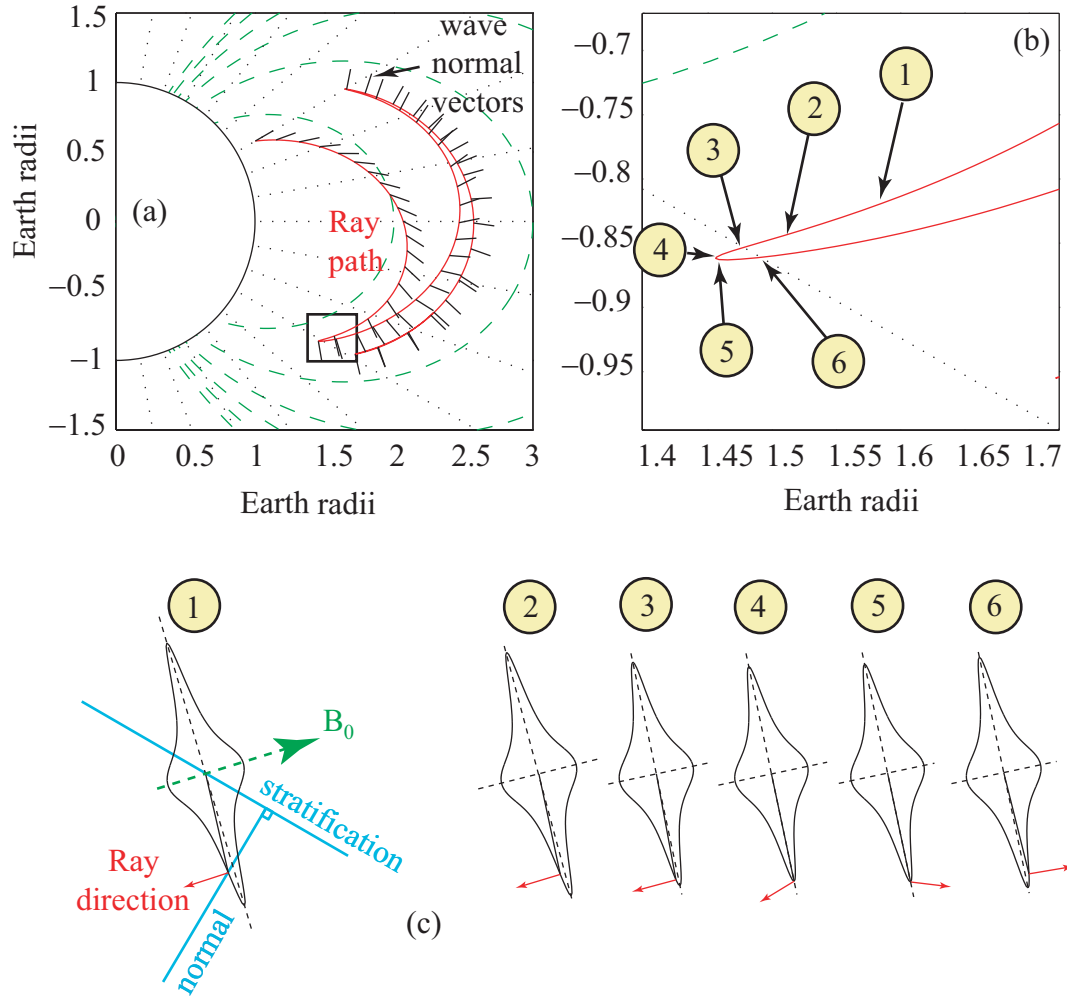 1.5
1
0.5
0
−0.5
−1
−1.5
Earth radii
(a)
wave
normal
vectors
Ray
path
0
0.5
1
1.5
2
2.5
3
Earth radii
−0.7
−0.75
−0.8
−0.85
−0.9
−0.95
(b)
1
2
3
4
5
6
1.4
1.45
1.5
1.55
1.6
1.65
1.7
Earth radii
1
2
3
4
5
6
B0
stratification
Ray
direction
normal
(c)